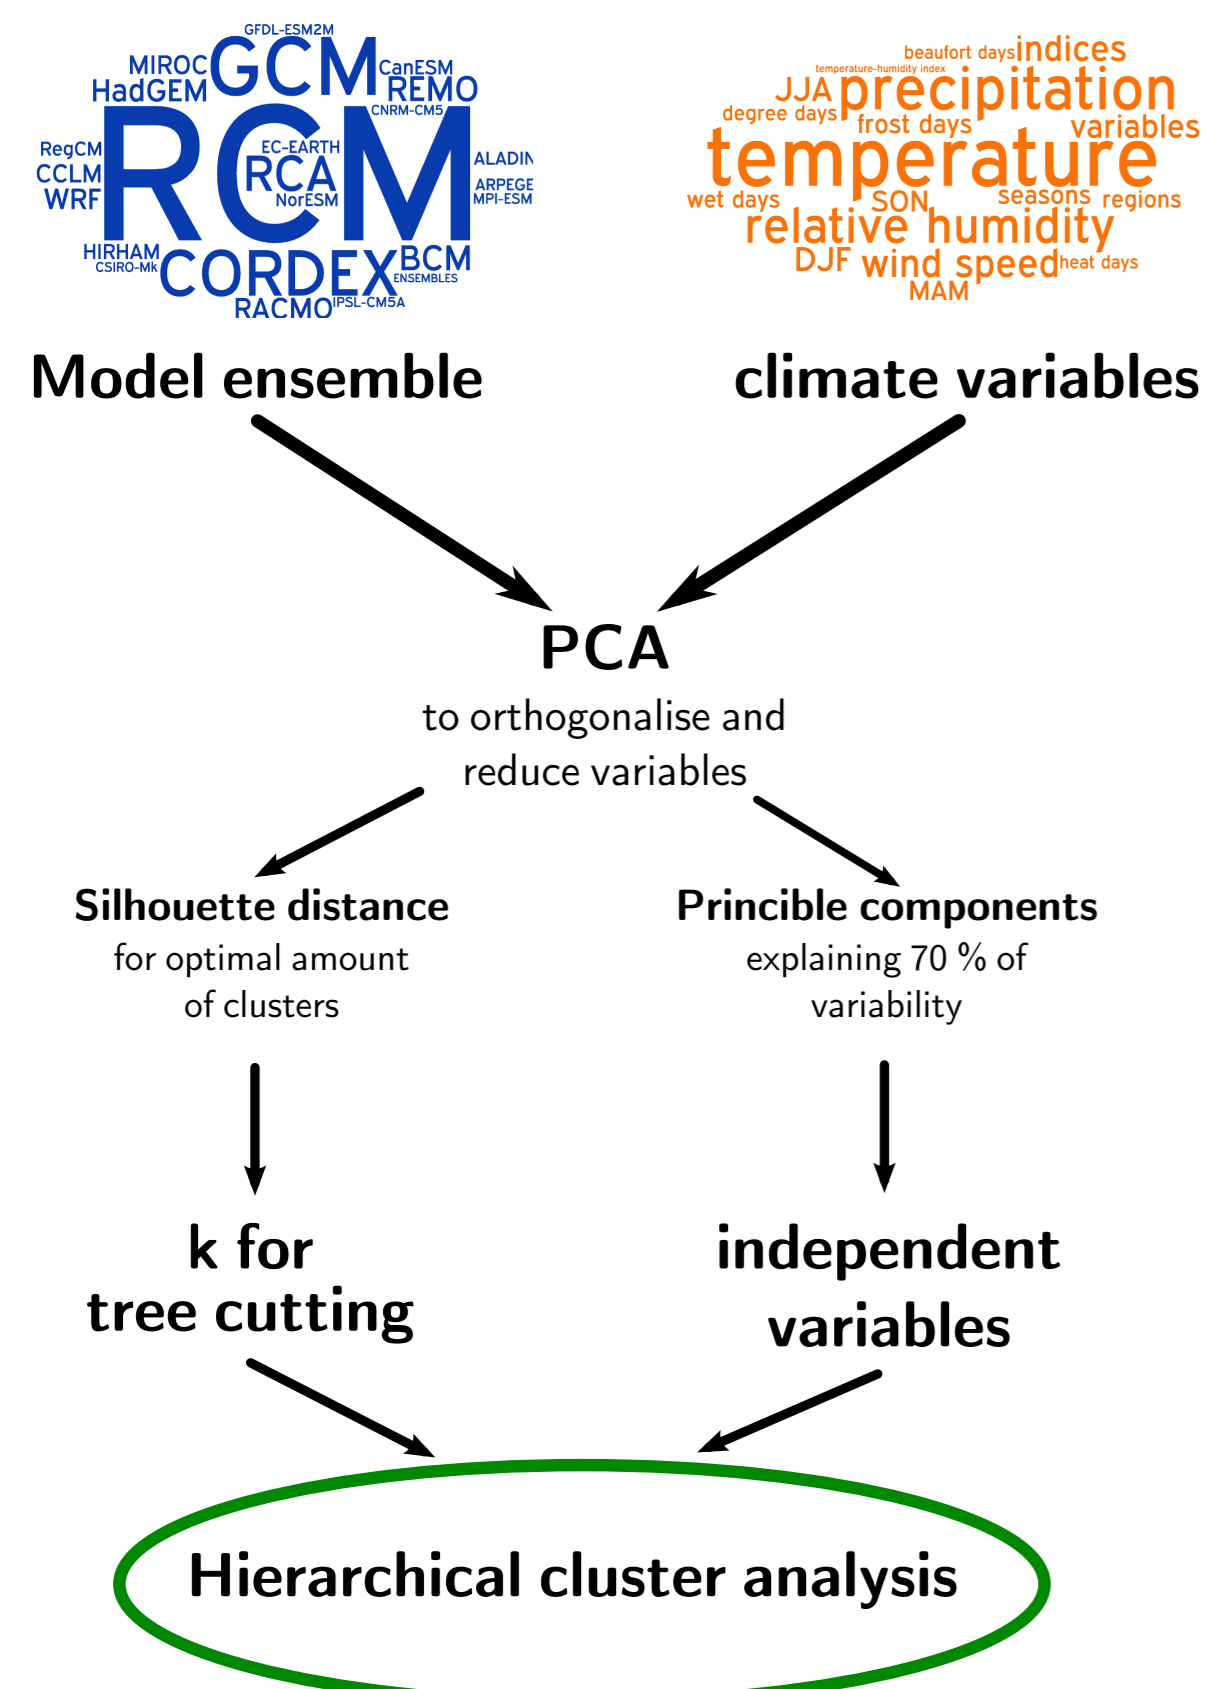 GFDL-ESM2M
MIROC GCM CanESM
HadGEM REMO
CNRM-CM5
RCM
RegCM EC-EARTH ALADIN
CCLM RCA ARPEGE
WRF NorESM MPI-ESM
HIRHAM CORDEX BCM
CSIRO-Mk ENSEMBLES
RACMO IPSL-CM5A
beaufort days indices
temperature-humidity index
JJA precipitation
degree days frost days variables
temperature
wet days SON seasons regions
relative humidity
DJF wind speed heat days
MAM
Model ensemble
climate variables
PCA
to orthogonalise and
reduce variables
Silhouette distance
for optimal amount
of clusters
Princible components
explaining 70 % of
variability
k for
tree cutting
independent
variables
Hierarchical cluster analysis